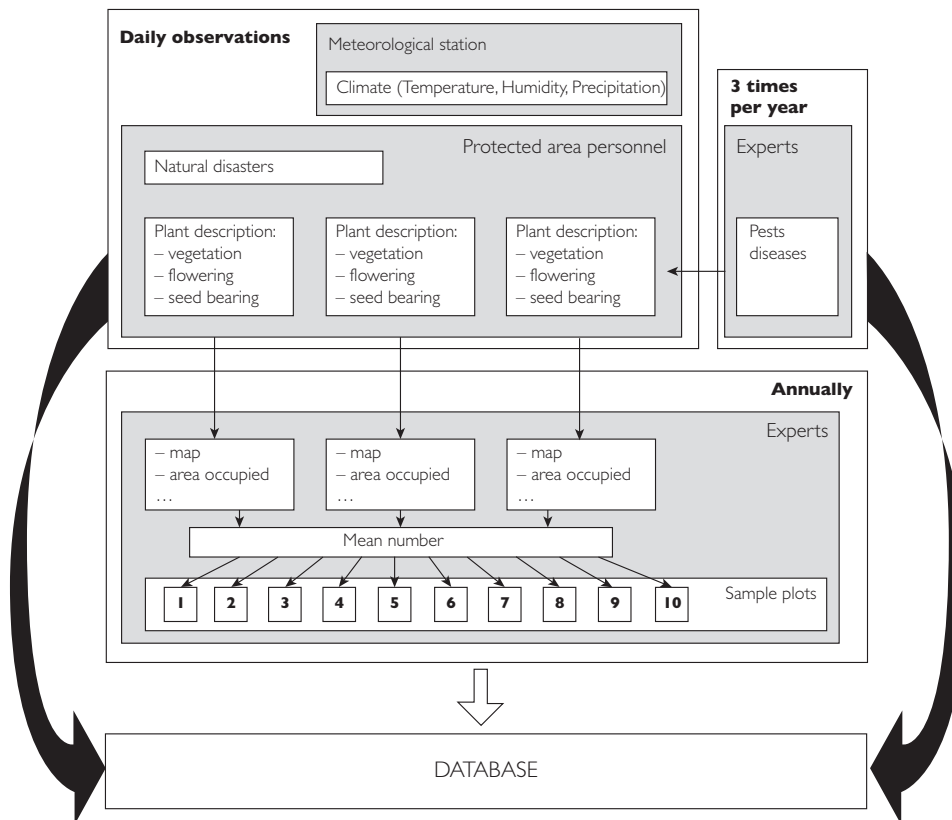 Daily observations
Meteorological station
Climate (Temperature, Humidity, Precipitation)
3 times
per year
Protected area personnel
Experts
Natural disasters
Plant description:
– vegetation
– flowering
– seed bearing
Plant description:
– vegetation
– flowering
– seed bearing
Plant description:
– vegetation
– flowering
– seed bearing
Pests
diseases
Annually
Experts
– map
– area occupied
…
– map
– area occupied
…
– map
– area occupied
…
Mean number
Sample plots
1 2 3 4 5 6 7 8 9 10
DATABASE